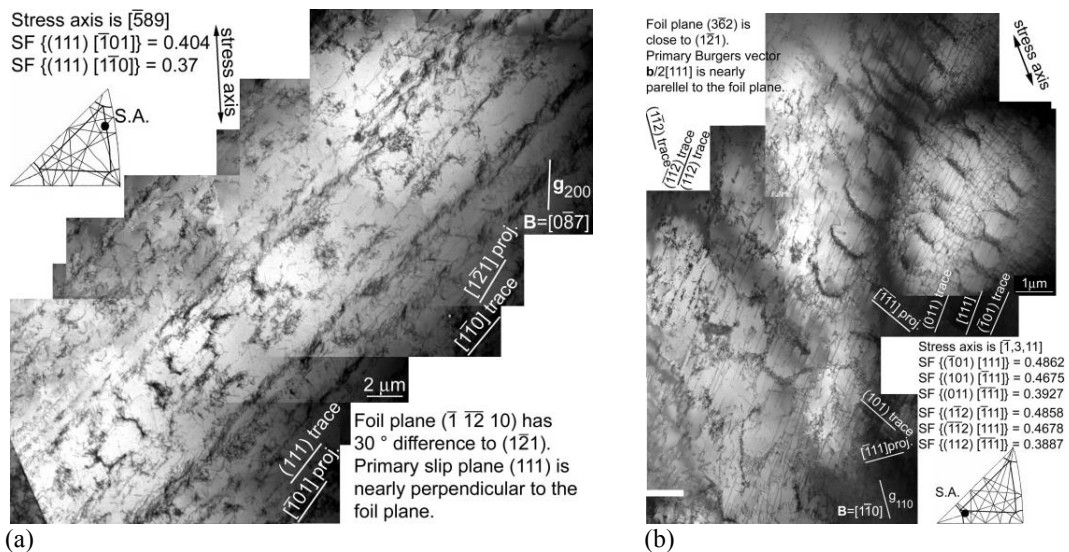 Stress axis is [5̅89]
SF {(111) [1̅01]} = 0.404
SF {(111) [11̅0]} = 0.37
stress axis
S.A.
g200
B=[08̅7]
[12̅1] proj.
[1̅10] trace
2 μm
(111) trace
[1̅01] proj.
Foil plane (1̅ 1̅2̅ 10) has
30 ° difference to (12̅1).
Primary slip plane (111) is
nearly perpendicular to the
foil plane.
(a)
Foil plane (36̅2) is
close to (12̅1).
Primary Burgers vector
b/2[111] is nearly
parellel to the foil plane.
stress axis
(11̅2) trace
(1̅12) trace
(112) trace
1μm
[1̅11] proj.
(011) trace
[111]
(1̅01) trace
Stress axis is [1̅,3,11]
SF {(1̅01) [111]} = 0.4862
SF {(101) [1̅11]} = 0.4675
SF {(011) [1̅1̅1]} = 0.3927
SF {(11̅2) [1̅11]} = 0.4858
SF {(1̅1̅2) [111]} = 0.4678
SF {(112) [1̅1̅1]} = 0.3887
(101) trace
[1̅11]proj.
B=[11̅0]
g110
S.A.
(b)